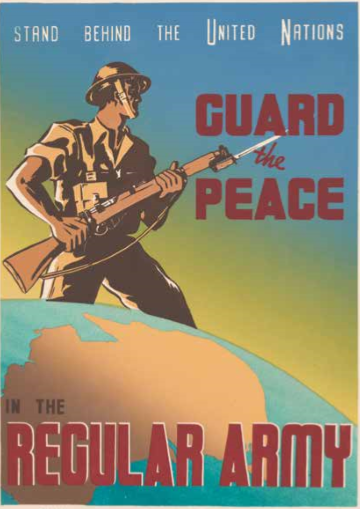 STAND BEHIND THE UNITED NATIONS
GUARD
the
PEACE
IN THE
REGULAR ARMY